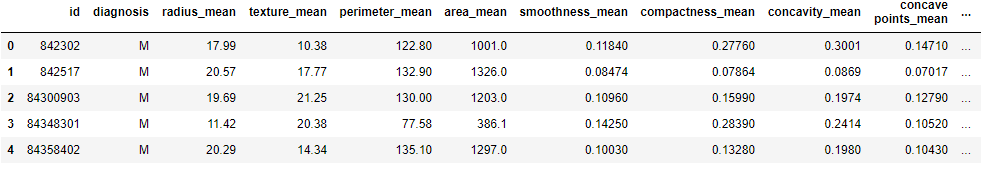 id diagnosis radius_mean texture_mean perimeter_mean area_mean smoothness_mean compactness_mean concavity_mean concave points_mean ...
0 842302 M 17.99 10.38 122.80 1001.0 0.11840 0.27760 0.3001 0.14710 ...
1 842517 M 20.57 17.77 132.90 1326.0 0.08474 0.07864 0.0869 0.07017 ...
2 84300903 M 19.69 21.25 130.00 1203.0 0.10960 0.15990 0.1974 0.12790 ...
3 84348301 M 11.42 20.38 77.58 386.1 0.14250 0.28390 0.2414 0.10520 ...
4 84358402 M 20.29 14.34 135.10 1297.0 0.10030 0.13280 0.1980 0.10430 ...